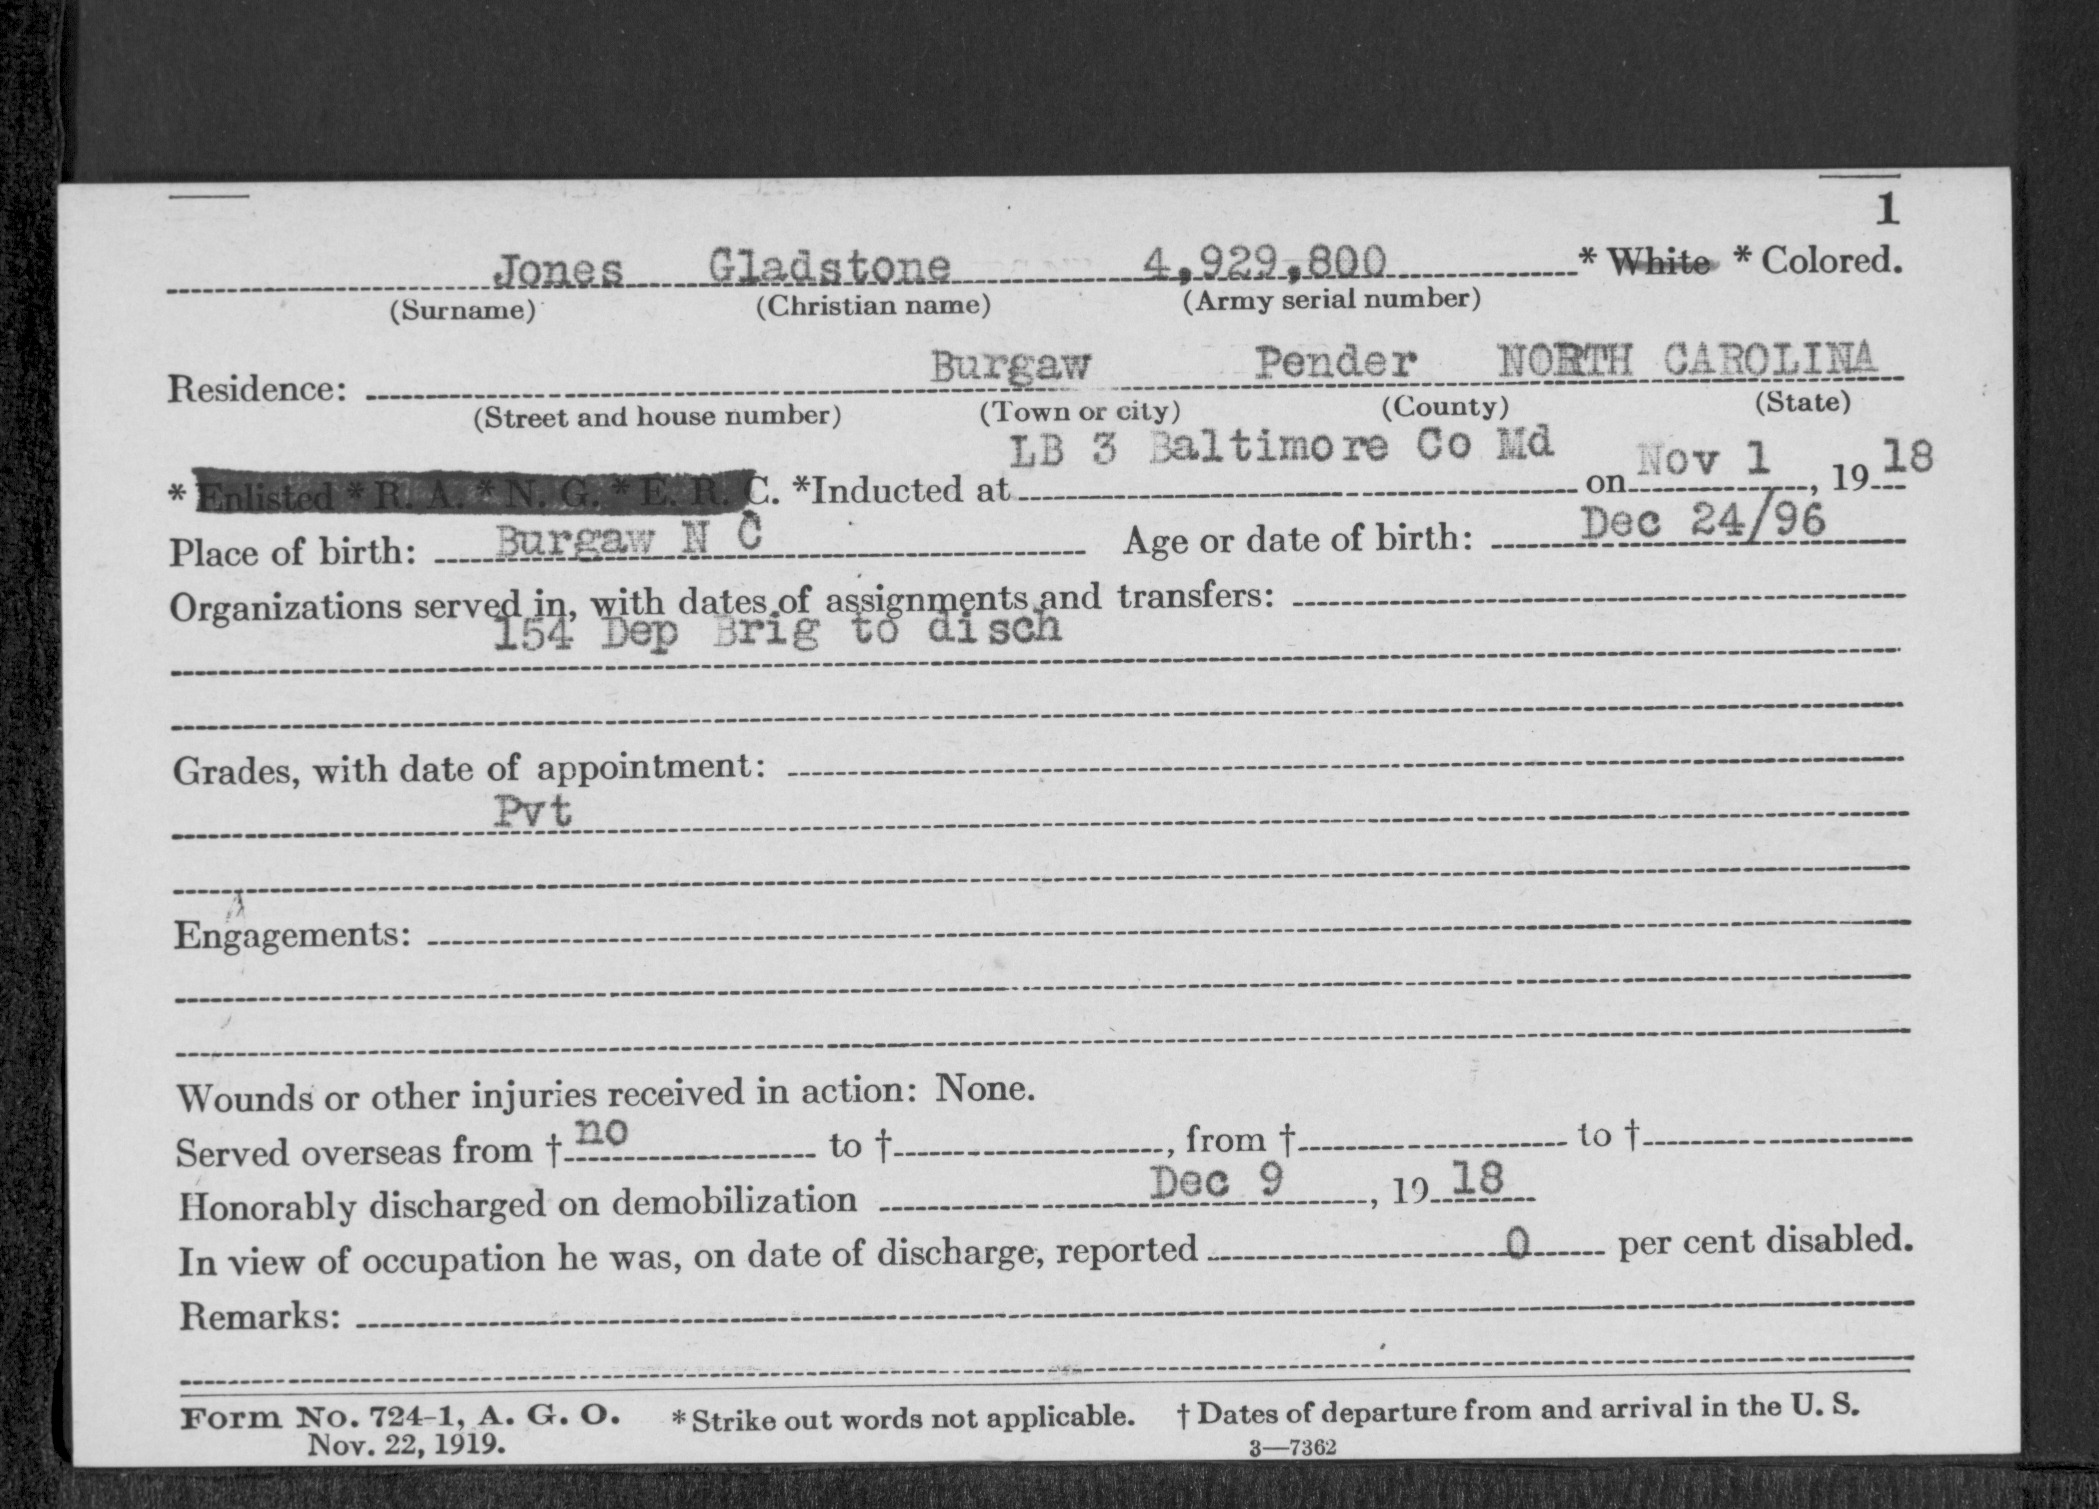 1
Jones Gladstone 4,929,800 * White * Colored.
(Surname) (Christian name) (Army serial number)
Burgaw Pender NORTH CAROLINA
Residence:
(Street and house number) (Town or city) (County) (State)
LB 3 Baltimore Co Md Nov 1 18
* Enlisted * R. A. * N. G. * E. R. C. *Inducted at on , 19
Place of birth: Burgaw N C Age or date of birth: Dec 24/96
Organizations served in, with dates of assignments and transfers:
154 Dep Brig to disch
Grades, with date of appointment:
Pvt
Engagements:
Wounds or other injuries received in action: None.
Served overseas from † no to † , from † to †
Honorably discharged on demobilization Dec 9 , 19 18
In view of occupation he was, on date of discharge, reported 0 per cent disabled.
Remarks:
Form No. 724-1, A. G. O. * Strike out words not applicable. † Dates of departure from and arrival in the U. S.
Nov. 22, 1919. 3—7362